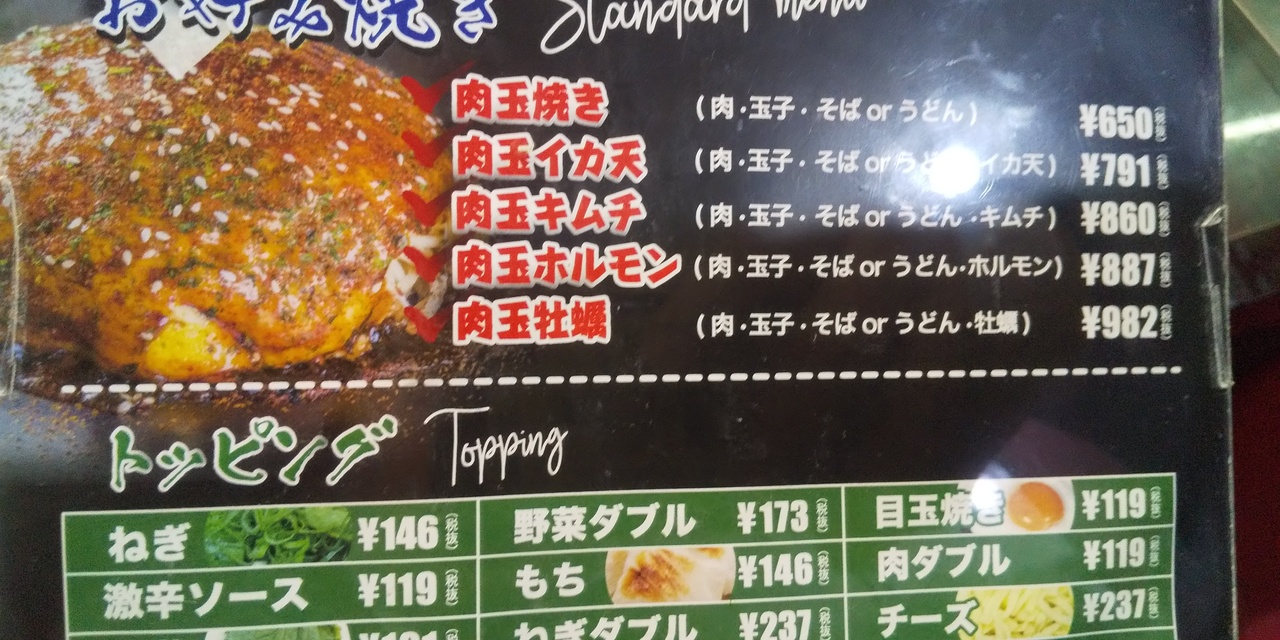 お好み焼き Standard menu
肉玉焼き (肉・玉子・そば or うどん) ¥650(税抜)
肉玉イカ天 (肉・玉子・そば or うどん・イカ天) ¥791(税抜)
肉玉キムチ (肉・玉子・そば or うどん・キムチ) ¥860(税抜)
肉玉ホルモン (肉・玉子・そば or うどん・ホルモン) ¥887(税抜)
肉玉牡蠣 (肉・玉子・そば or うどん・牡蠣) ¥982(税抜)
トッピング Topping
ねぎ ¥146(税抜) 野菜ダブル ¥173(税抜) 目玉焼き ¥119(税抜)
激辛ソース ¥119(税抜) もち ¥146(税抜) 肉ダブル ¥119(税抜)
ねぎダブル ¥237(税抜) チーズ ¥237(税抜)